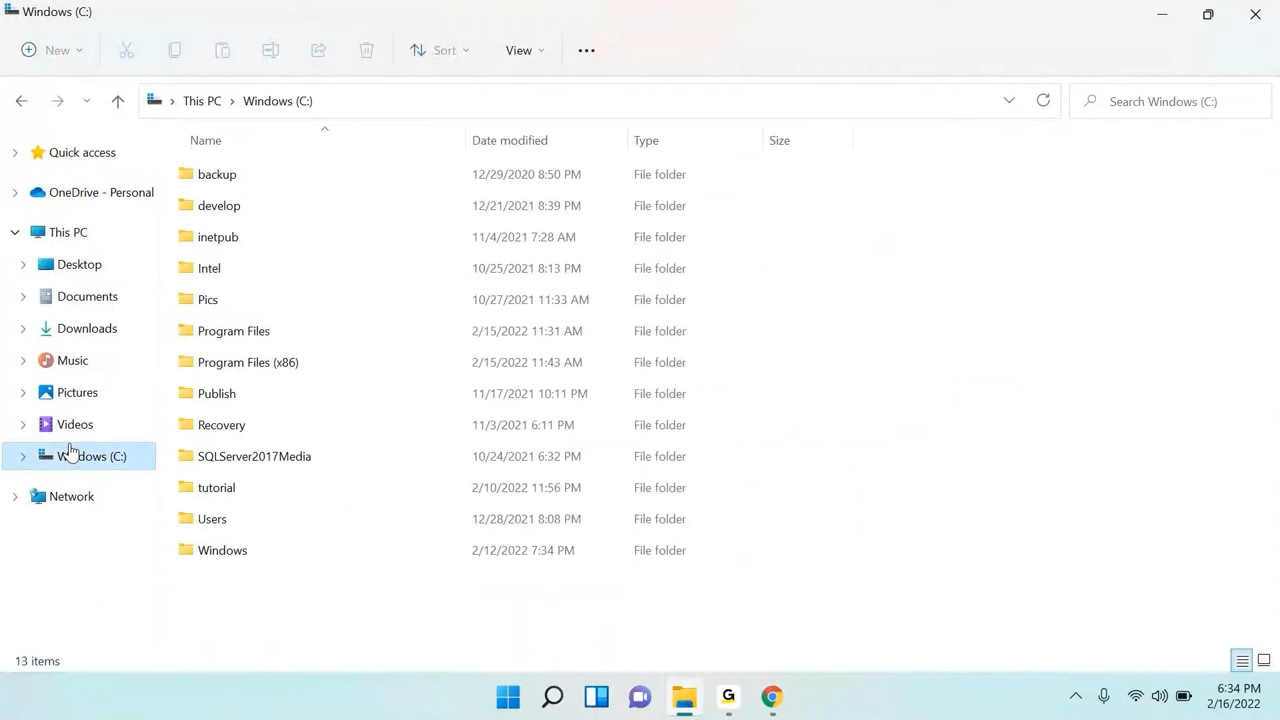 Windows (C:)
New
Sort
View
This PC > Windows (C:)
Search Windows (C:)
Name Date modified Type Size
Quick access
OneDrive - Personal
This PC
Desktop
Documents
Downloads
Music
Pictures
Videos
Windows (C:)
Network
backup 12/29/2020 8:50 PM File folder
develop 12/21/2021 8:39 PM File folder
inetpub 11/4/2021 7:28 AM File folder
Intel 10/25/2021 8:13 PM File folder
Pics 10/27/2021 11:33 AM File folder
Program Files 2/15/2022 11:31 AM File folder
Program Files (x86) 2/15/2022 11:43 AM File folder
Publish 11/17/2021 10:11 PM File folder
Recovery 11/3/2021 6:11 PM File folder
SQLServer2017Media 10/24/2021 6:32 PM File folder
tutorial 2/10/2022 11:56 PM File folder
Users 12/28/2021 8:08 PM File folder
Windows 2/12/2022 7:34 PM File folder
13 items
G
6:34 PM
2/16/2022